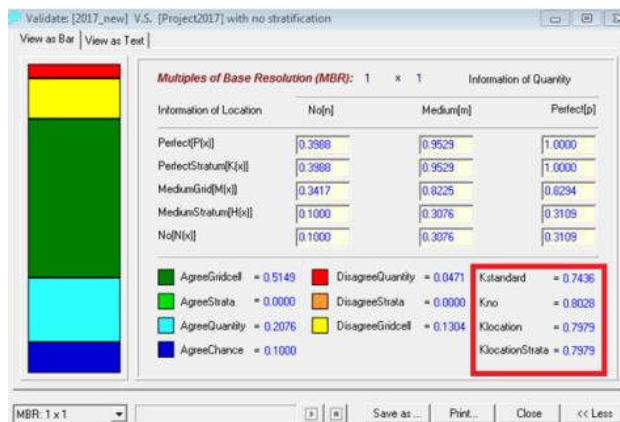 Validate: [2017_new] V.S. [Project2017] with no stratification
View as Bar View as Text
Multiples of Base Resolution (MBR): 1 x 1 Information of Quantity
Information of Location No[n] Medium[m] Perfect[p]
Perfect[P(x)] 0.3988 0.9529 1.0000
PerfectStratum[K(x)] 0.3988 0.9529 1.0000
MediumGrid[M(x)] 0.3417 0.8225 0.8294
MediumStratum[H(x)] 0.1000 0.3076 0.3109
No[N(x)] 0.1000 0.3076 0.3109
AgreeGridcell = 0.5149 DisagreeQuantity = 0.0471 Kstandard = 0.7436
AgreeStrata = 0.0000 DisagreeStrata = 0.0000 Kno = 0.8028
AgreeQuantity = 0.2076 DisagreeGridcell = 0.1304 Klocation = 0.7979
AgreeChance = 0.1000 KlocationStrata = 0.7979
MBR: 1 x 1 Save as ... Print... Close << Less